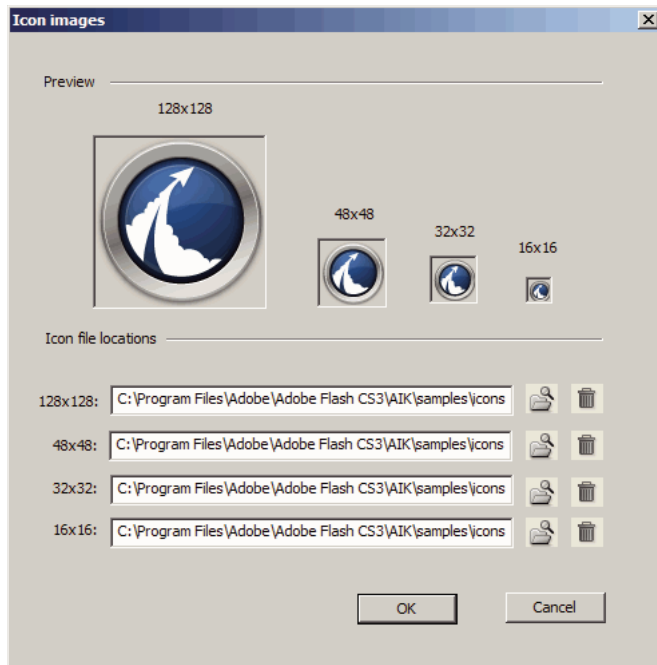 Icon images
Preview
128x128
48x48
32x32
16x16
Icon file locations
128x128: C:\Program Files\Adobe\Adobe Flash CS3\AIK\samples\icons
48x48: C:\Program Files\Adobe\Adobe Flash CS3\AIK\samples\icons
32x32: C:\Program Files\Adobe\Adobe Flash CS3\AIK\samples\icons
16x16: C:\Program Files\Adobe\Adobe Flash CS3\AIK\samples\icons
OK Cancel